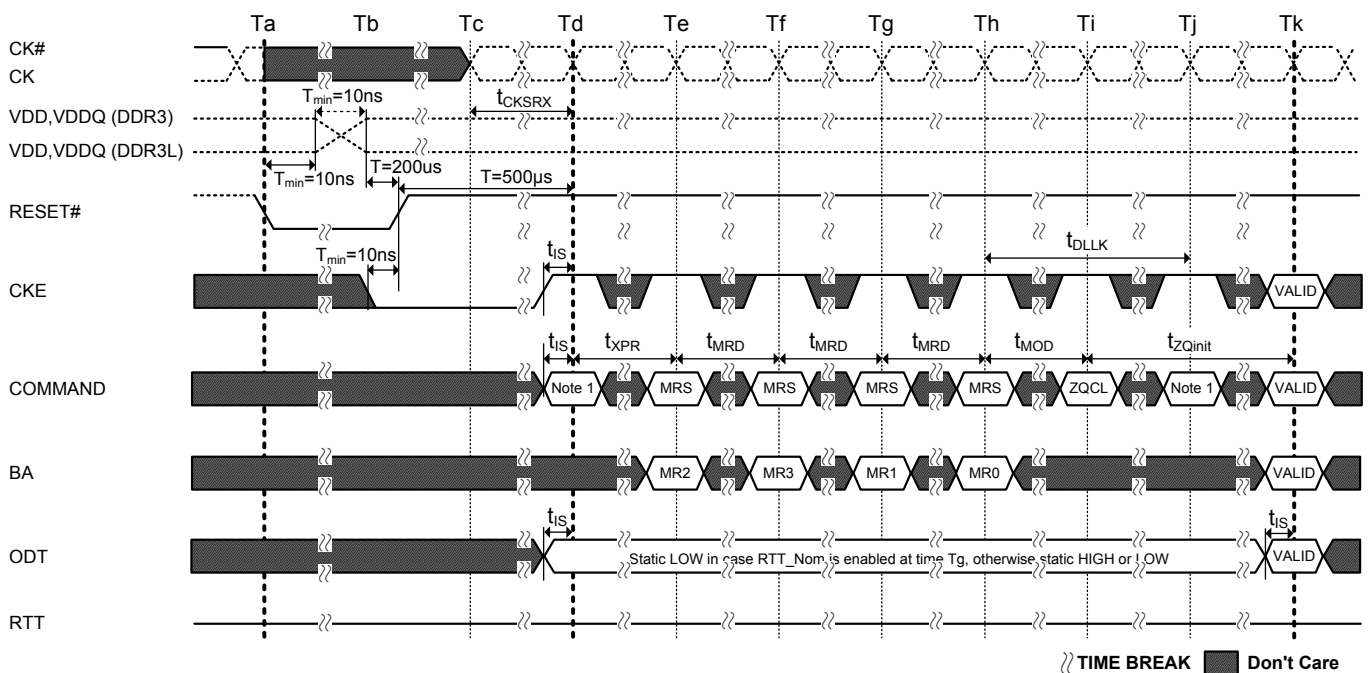 Ta Tb Tc Td Te Tf Tg Th Ti Tj Tk
CK#
CK
Tmin=10ns tCKSRX
VDD,VDDQ (DDR3)
VDD,VDDQ (DDR3L)
Tmin=10ns T=200us T=500µs
RESET#
Tmin=10ns tIS tDLLK
CKE VALID
tIS tXPR tMRD tMRD tMRD tMOD tZQinit
COMMAND Note 1 MRS MRS MRS MRS ZQCL Note 1 VALID
BA MR2 MR3 MR1 MR0 VALID
tIS tIS
ODT Static LOW in case RTT_Nom is enabled at time Tg, otherwise static HIGH or LOW VALID
RTT
TIME BREAK Don't Care